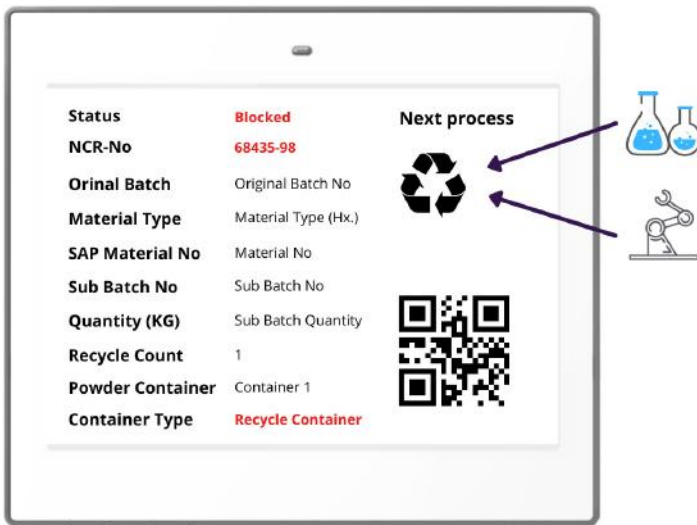 Status Blocked
NCR-No 68435-98
Orinal Batch Original Batch No
Material Type Material Type (Hx.)
SAP Material No Material No
Sub Batch No Sub Batch No
Quantity (KG) Sub Batch Quantity
Recycle Count 1
Powder Container Container 1
Container Type Recycle Container
Next process